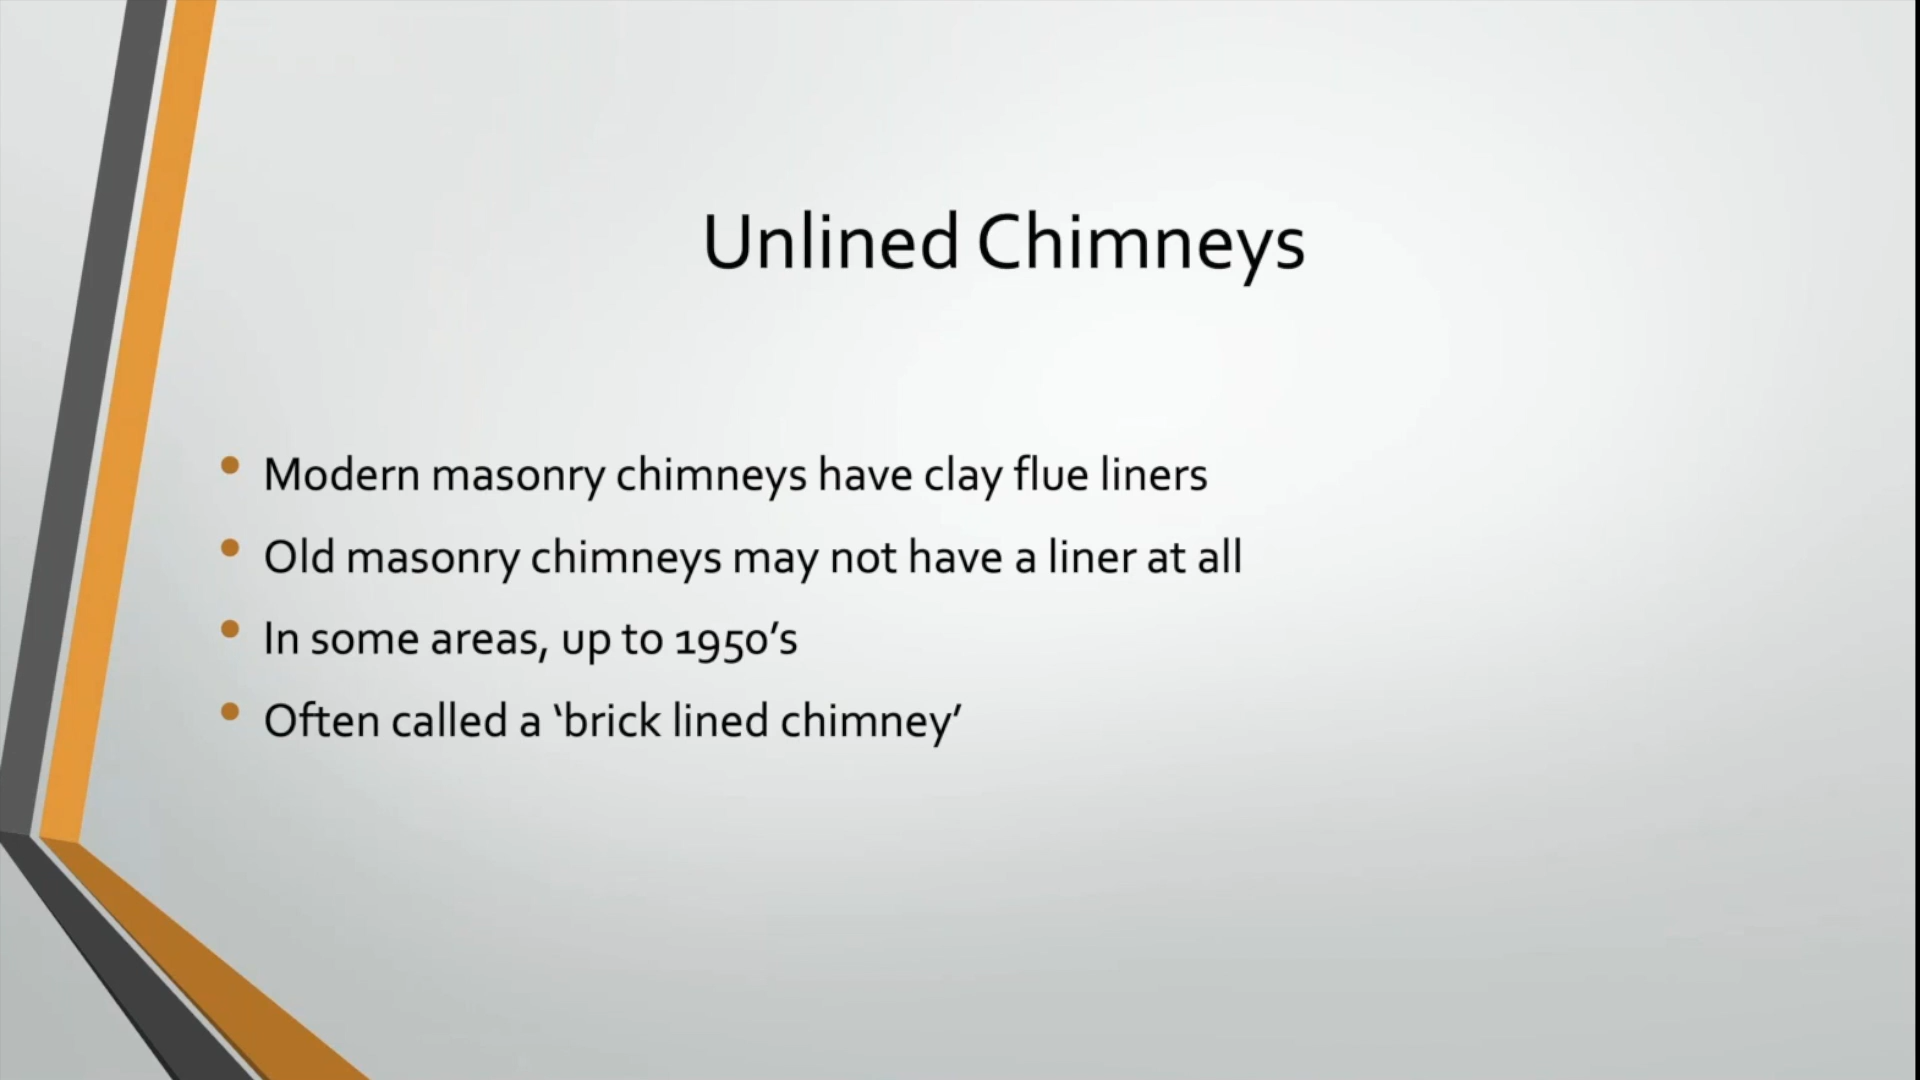 Unlined Chimneys
• Modern masonry chimneys have clay flue liners
• Old masonry chimneys may not have a liner at all
• In some areas, up to 1950’s
• Often called a ‘brick lined chimney’